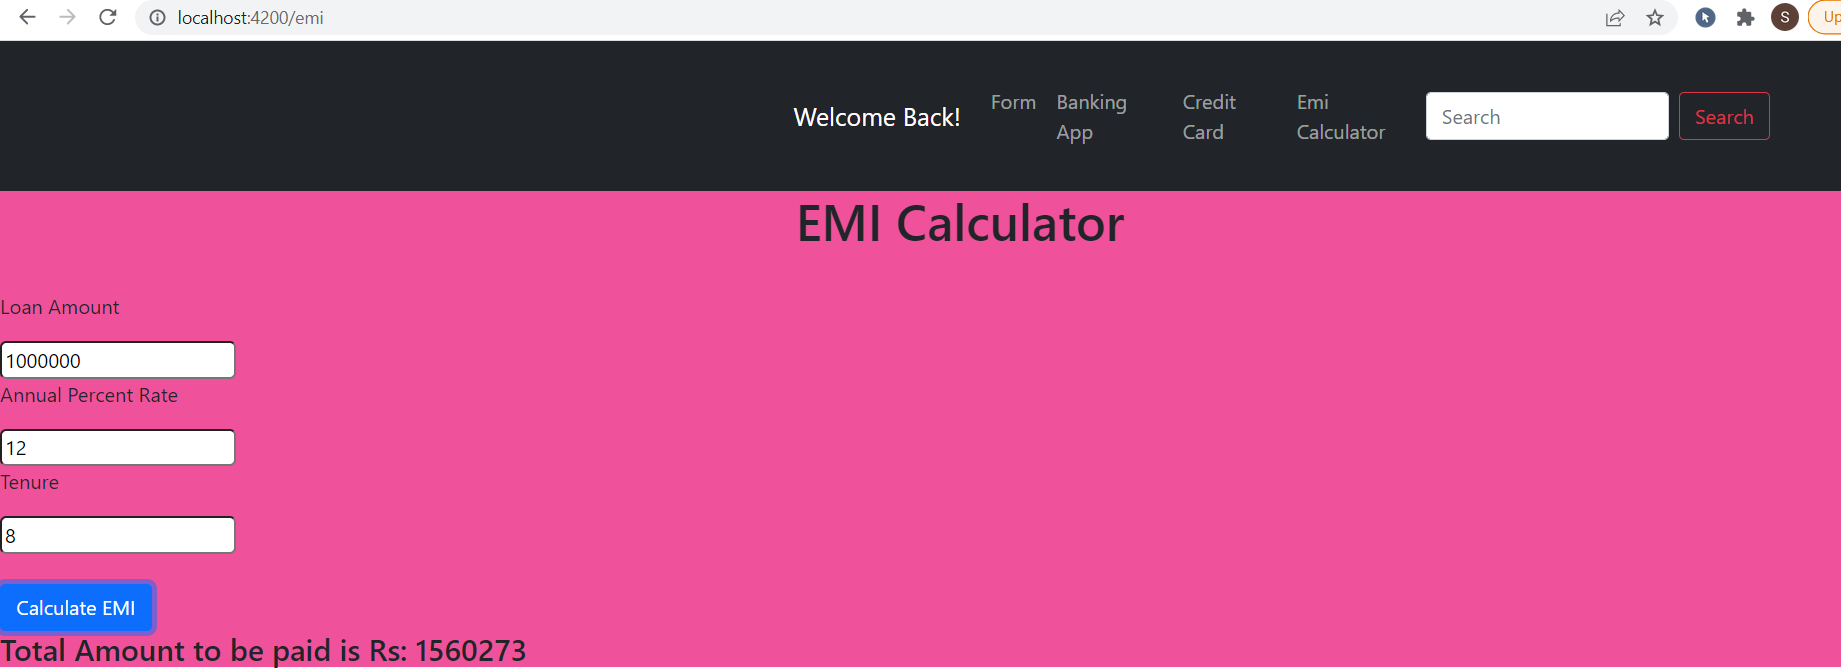 localhost:4200/emi
S
Up
Welcome Back!
Form
Banking
App
Credit
Card
Emi
Calculator
Search
Search
EMI Calculator
Loan Amount
1000000
Annual Percent Rate
12
Tenure
8
Calculate EMI
Total Amount to be paid is Rs: 1560273